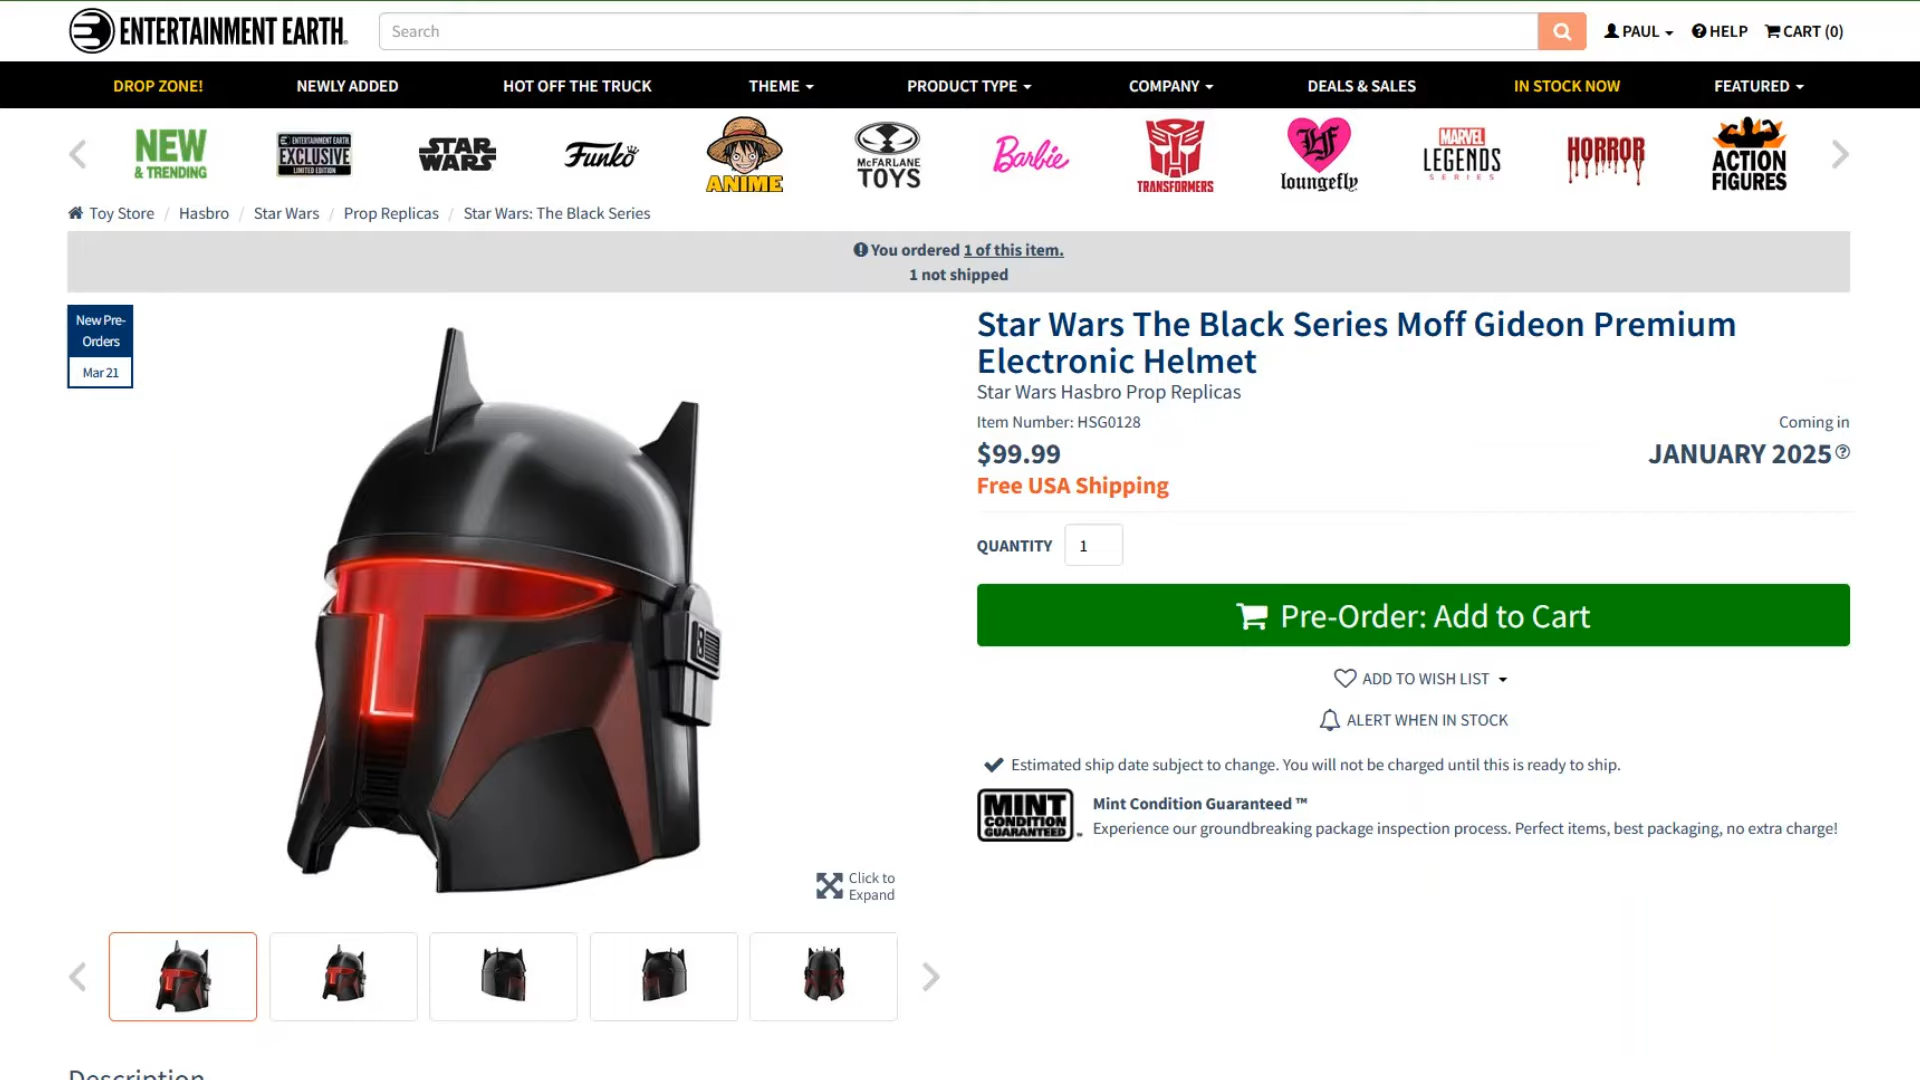 ENTERTAINMENT EARTH
Search
PAUL
HELP
CART (0)
DROP ZONE!
NEWLY ADDED
HOT OFF THE TRUCK
THEME
PRODUCT TYPE
COMPANY
DEALS & SALES
IN STOCK NOW
FEATURED
NEW
& TRENDING
ENTERTAINMENT EARTH
EXCLUSIVE
LIMITED EDITION
STAR
WARS
Funko
ANIME
McFARLANE
TOYS
Barbie
TRANSFORMERS
LF
loungefly
MARVEL
LEGENDS
SERIES
HORROR
ACTION
FIGURES
Toy Store / Hasbro / Star Wars / Prop Replicas / Star Wars: The Black Series
You ordered 1 of this item.
1 not shipped
New Pre-
Orders
Mar 21
Star Wars The Black Series Moff Gideon Premium
Electronic Helmet
Star Wars Hasbro Prop Replicas
Item Number: HSG0128
Coming in
$99.99
JANUARY 2025
Free USA Shipping
QUANTITY 1
Pre-Order: Add to Cart
ADD TO WISH LIST
ALERT WHEN IN STOCK
Estimated ship date subject to change. You will not be charged until this is ready to ship.
MINT
CONDITION
GUARANTEED
Mint Condition Guaranteed ™
Experience our groundbreaking package inspection process. Perfect items, best packaging, no extra charge!
Click to
Expand
Description